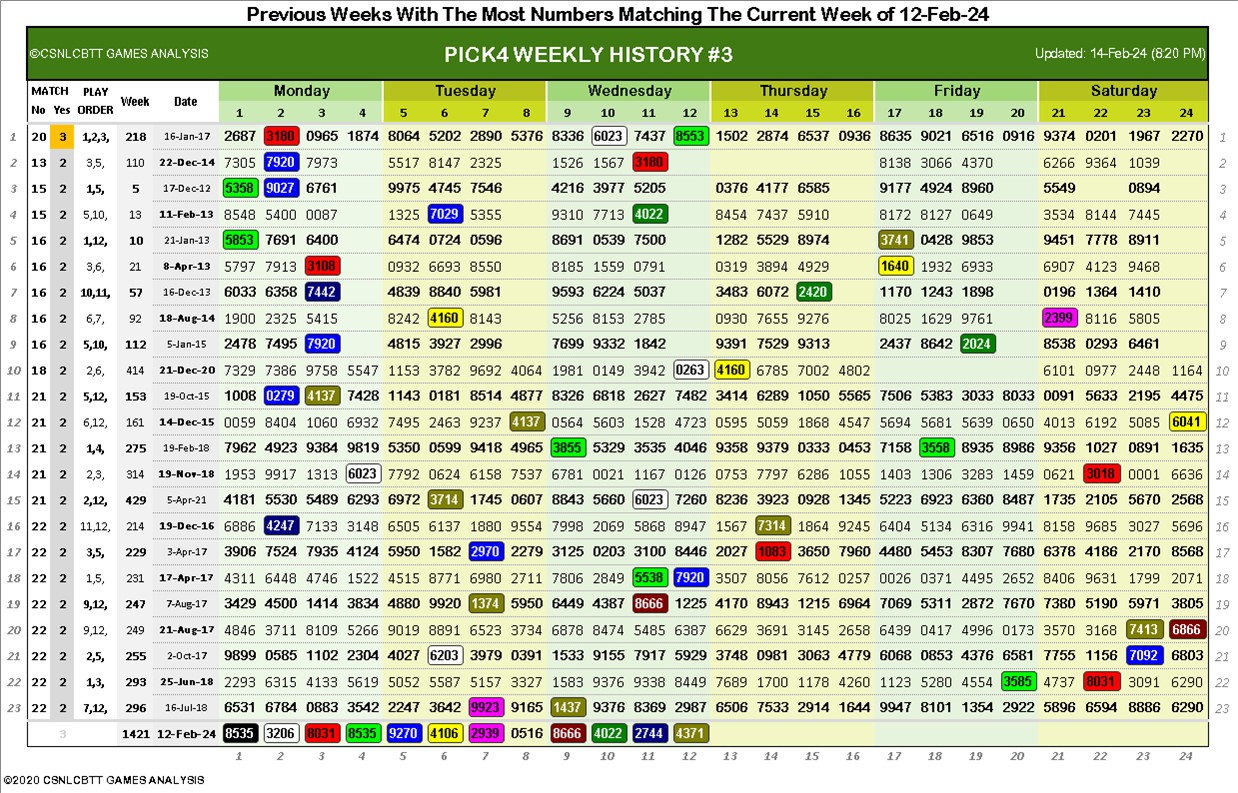 Previous Weeks With The Most Numbers Matching The Current Week of 12-Feb-24
©CSNLCBTT GAMES ANALYSIS PICK4 WEEKLY HISTORY #3 Updated: 14-Feb-24 (8:20 PM)
MATCH PLAY Week Date Monday Tuesday Wednesday Thursday Friday Saturday
No Yes ORDER 1 2 3 4 5 6 7 8 9 10 11 12 13 14 15 16 17 18 19 20 21 22 23 24
1 20 3 1,2,3, 218 16-Jan-17 2687 3180 0965 1874 8064 5202 2890 5376 8336 6023 7437 8553 1502 2874 6537 0936 8635 9021 6516 0916 9374 0201 1967 2270 1
2 13 2 3,5, 110 22-Dec-14 7305 7920 7973 5517 8147 2325 1526 1567 3180 8138 3066 4370 6266 9364 1039 2
3 15 2 1,5, 5 17-Dec-12 5358 9027 6761 9975 4745 7546 4216 3977 5205 0376 4177 6585 9177 4924 8960 5549 0894 3
4 15 2 5,10, 13 11-Feb-13 8548 5400 0087 1325 7029 5355 9310 7713 4022 8454 7437 5910 8172 8127 0649 3534 8144 7445 4
5 16 2 1,12, 10 21-Jan-13 5853 7691 6400 6474 0724 0596 8691 0539 7500 1282 5529 8974 3741 0428 9853 9451 7778 8911 5
6 16 2 3,6, 21 8-Apr-13 5797 7913 3108 0932 6693 8550 8185 1559 0791 0319 3894 4929 1640 1932 6933 6907 4123 9468 6
7 16 2 10,11, 57 16-Dec-13 6033 6358 7442 4839 8840 5981 9593 6224 5037 3483 6072 2420 1170 1243 1898 0196 1364 1410 7
8 16 2 6,7, 92 18-Aug-14 1900 2325 5415 8242 4160 8143 5256 8153 2785 0930 7655 9276 8025 1629 9761 2399 8116 5805 8
9 16 2 5,10, 112 5-Jan-15 2478 7495 7920 4815 3927 2996 7699 9332 1842 9391 7529 9313 2437 8642 2024 8538 0293 6461 9
10 18 2 2,6, 414 21-Dec-20 7329 7386 9758 5547 1153 3782 9692 4064 1981 0149 3942 0263 4160 6785 7002 4802 6101 0977 2448 1164 10
11 21 2 5,12, 153 19-Oct-15 1008 0279 4137 7428 1143 0181 8514 4877 8326 6818 2627 7482 3414 6289 1050 5565 7506 5383 3033 8033 0091 5633 2195 4475 11
12 21 2 6,12, 161 14-Dec-15 0059 8404 1060 6932 7495 2463 9237 4137 0564 5603 1528 4723 0595 5059 1868 4547 5694 5681 5639 0650 4013 6192 5085 6041 12
13 21 2 1,4, 275 19-Feb-18 7962 4923 9384 9819 5350 0599 9418 4965 3855 5329 3535 4046 9358 9379 0333 0453 7158 3558 8935 8986 9356 1027 0891 1635 13
14 21 2 2,3, 314 19-Nov-18 1953 9917 1313 6023 7792 0624 6158 7537 6781 0021 1167 0126 0753 7797 6286 1055 1403 1306 3283 1459 0621 3018 0001 6636 14
15 21 2 2,12, 429 5-Apr-21 4181 5530 5489 6293 6972 3714 1745 0607 8843 5660 6023 7260 8236 3923 0928 1345 5223 6923 6360 8487 1735 2105 5670 2568 15
16 22 2 11,12, 214 19-Dec-16 6886 4247 7133 3148 6505 6137 1880 9554 7998 2069 5868 8947 1567 7314 1864 9245 6404 5134 6316 9941 8158 9685 3027 5696 16
17 22 2 3,5, 229 3-Apr-17 3906 7524 7935 4124 5950 1582 2970 2279 3125 0203 3100 8446 2027 1083 3650 7960 4480 5453 8307 7680 6378 4186 2170 8568 17
18 22 2 1,5, 231 17-Apr-17 4311 6448 4746 1522 4515 8771 6980 2711 7806 2849 5538 7920 3507 8056 7612 0257 0026 0371 4495 2652 8406 9631 1799 2071 18
19 22 2 9,12, 247 7-Aug-17 3429 4500 1414 3834 4880 9920 1374 5950 6449 4387 8666 1225 4170 8943 1215 6964 7069 5311 2872 7670 7380 5190 5971 3805 19
20 22 2 9,12, 249 21-Aug-17 4846 3711 8109 5266 9019 8891 6623 3734 6878 8474 5485 6387 6629 3691 3145 2658 6439 0417 4996 0173 3570 3168 7413 6866 20
21 22 2 2,5, 255 2-Oct-17 9899 0585 1102 2304 4027 6203 3979 0391 1533 9155 7917 5929 3748 0981 3063 4779 6068 0853 4376 6581 7755 1156 7092 6803 21
22 22 2 1,3, 293 25-Jun-18 2293 6315 4133 5619 5055 5587 5157 3327 1583 9376 9338 8449 7689 1700 1178 4260 1123 5280 4554 3585 4737 8031 3091 6290 22
23 22 2 7,12, 296 16-Jul-18 6531 6784 0883 3542 2247 3642 9923 9165 1437 9376 8369 2987 6506 7533 2914 1644 9947 8101 1354 2922 5896 6594 8886 6290 23
3 1421 12-Feb-24 8535 3206 8031 8535 9270 4106 2939 0516 8666 4022 2744 4371
1 2 3 4 5 6 7 8 9 10 11 12 13 14 15 16 17 18 19 20 21 22 23 24
©2020 CSNLCBTT GAMES ANALYSIS